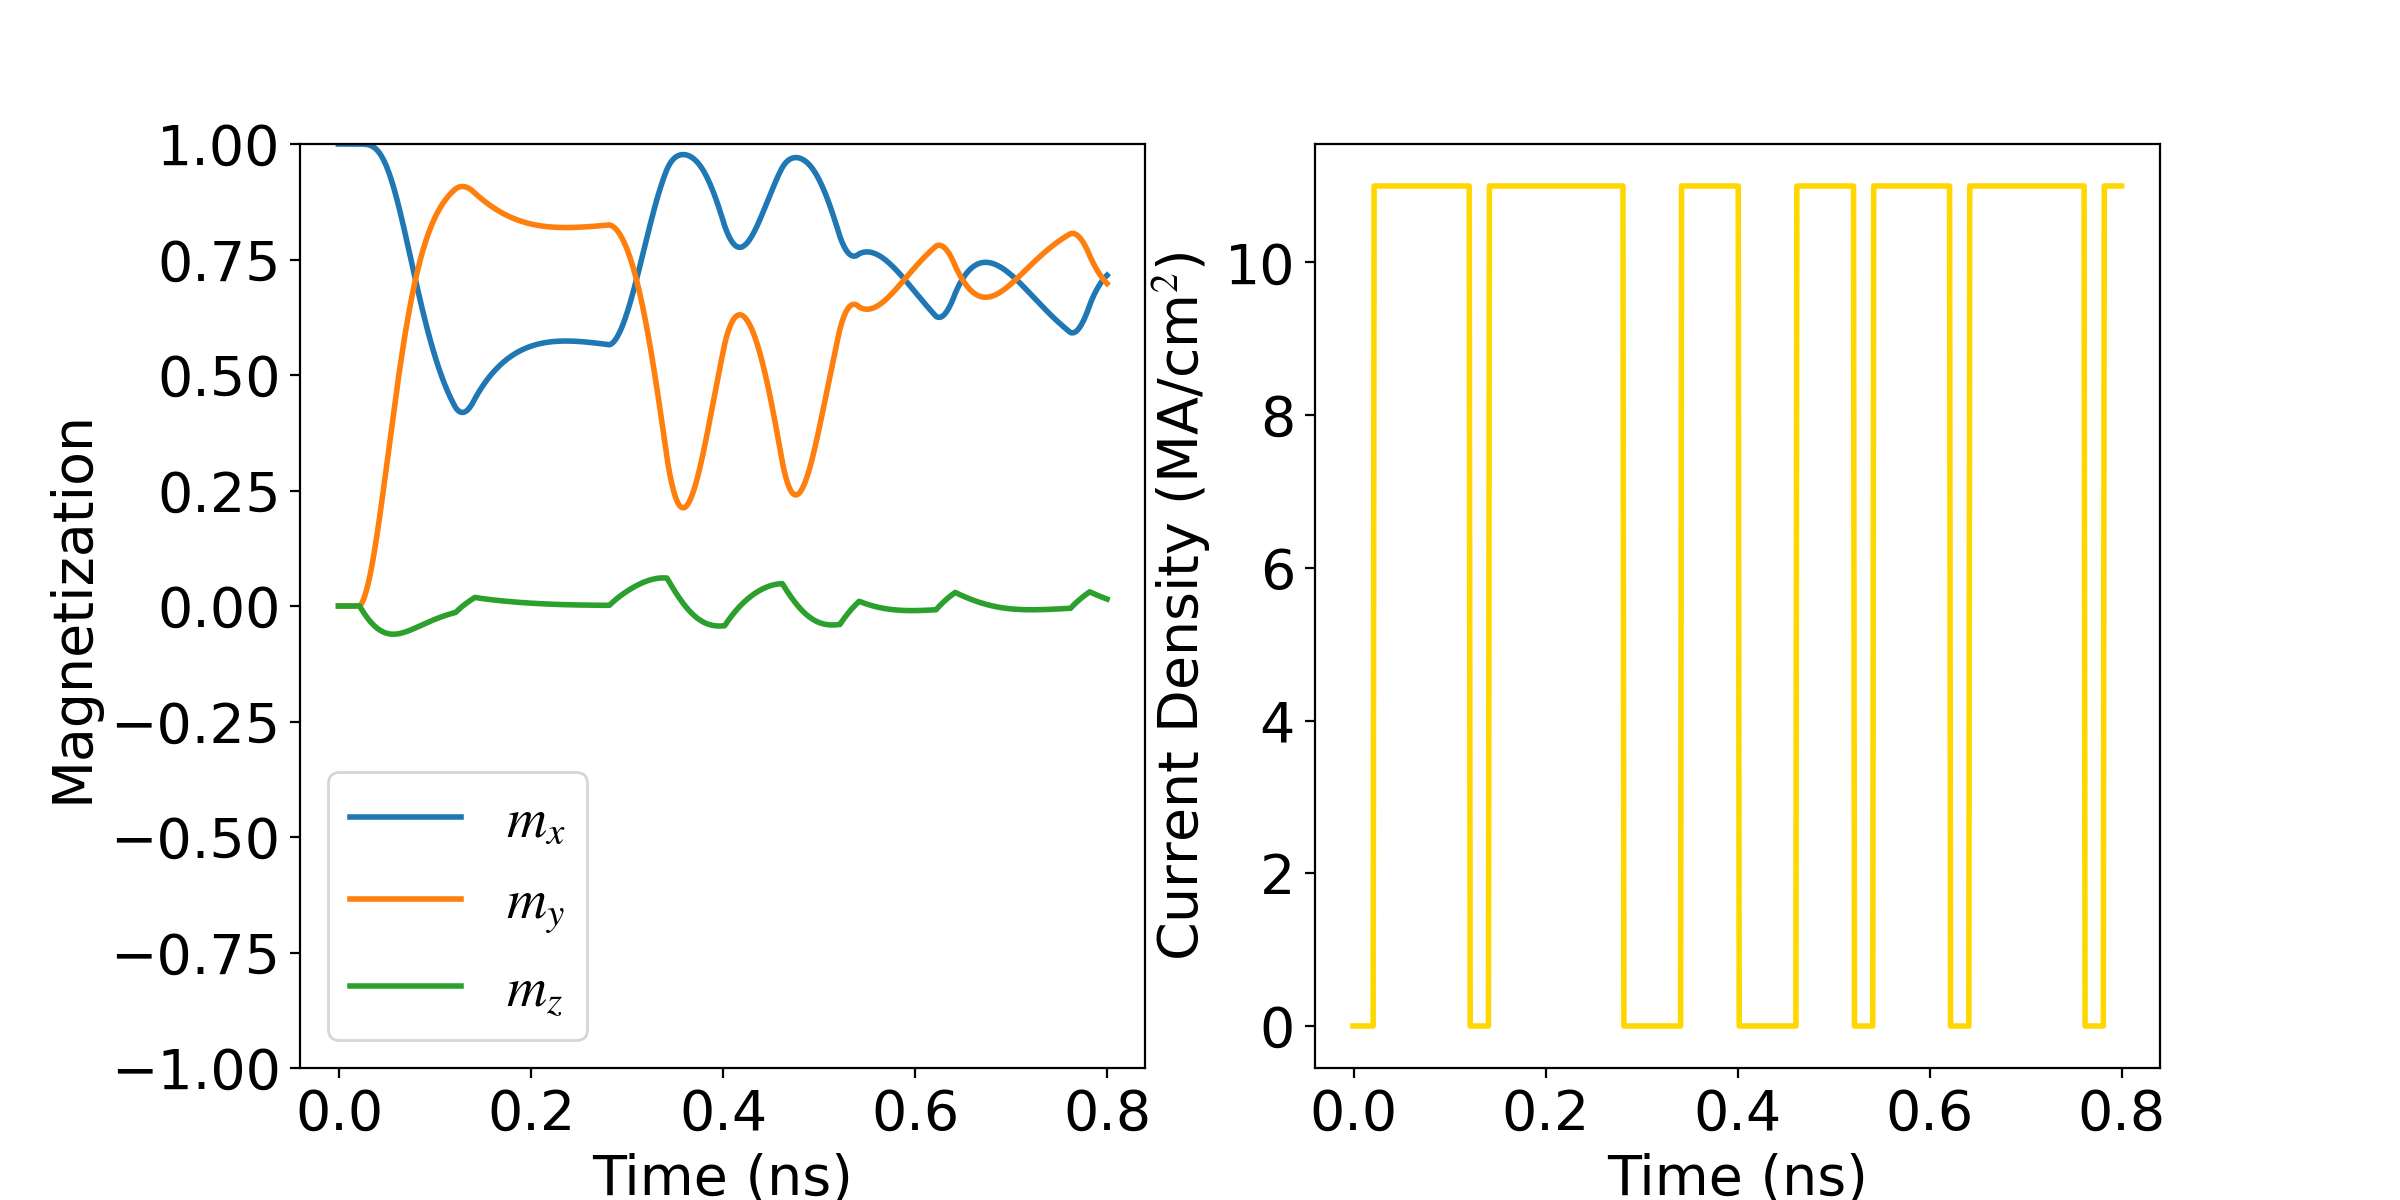 1.00
0.75
0.50
0.25
0.00
−0.25
−0.50
−0.75
−1.00
Magnetization
m_x
m_y
m_z
0.0 0.2 0.4 0.6 0.8
Time (ns)
Current Density (MA/cm²)
10
8
6
4
2
0
0.0 0.2 0.4 0.6 0.8
Time (ns)